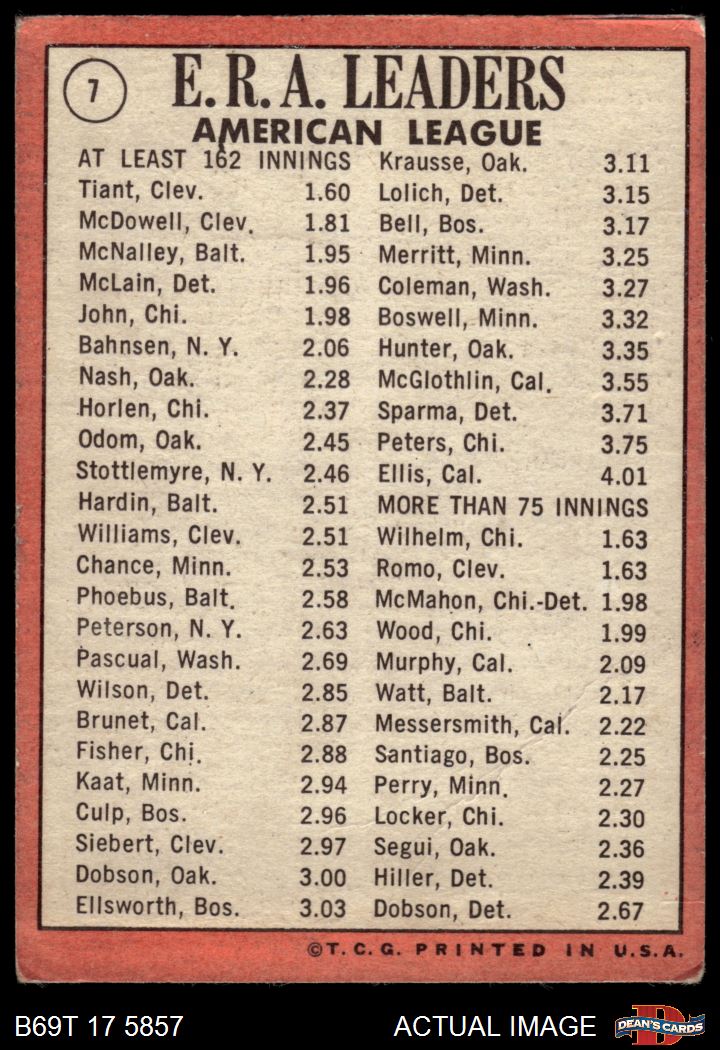 7
E. R. A. LEADERS
AMERICAN LEAGUE
AT LEAST 162 INNINGS
Tiant, Clev. 1.60
McDowell, Clev. 1.81
McNalley, Balt. 1.95
McLain, Det. 1.96
John, Chi. 1.98
Bahnsen, N. Y. 2.06
Nash, Oak. 2.28
Horlen, Chi. 2.37
Odom, Oak. 2.45
Stottlemyre, N. Y. 2.46
Hardin, Balt. 2.51
Williams, Clev. 2.51
Chance, Minn. 2.53
Phoebus, Balt. 2.58
Peterson, N. Y. 2.63
Pascual, Wash. 2.69
Wilson, Det. 2.85
Brunet, Cal. 2.87
Fisher, Chi. 2.88
Kaat, Minn. 2.94
Culp, Bos. 2.96
Siebert, Clev. 2.97
Dobson, Oak. 3.00
Ellsworth, Bos. 3.03
Krausse, Oak. 3.11
Lolich, Det. 3.15
Bell, Bos. 3.17
Merritt, Minn. 3.25
Coleman, Wash. 3.27
Boswell, Minn. 3.32
Hunter, Oak. 3.35
McGlothlin, Cal. 3.55
Sparma, Det. 3.71
Peters, Chi. 3.75
Ellis, Cal. 4.01
MORE THAN 75 INNINGS
Wilhelm, Chi. 1.63
Romo, Clev. 1.63
McMahon, Chi.-Det. 1.98
Wood, Chi. 1.99
Murphy, Cal. 2.09
Watt, Balt. 2.17
Messersmith, Cal. 2.22
Santiago, Bos. 2.25
Perry, Minn. 2.27
Locker, Chi. 2.30
Segui, Oak. 2.36
Hiller, Det. 2.39
Dobson, Det. 2.67
©T. C. G. PRINTED IN U.S.A.
B69T 17 5857
ACTUAL IMAGE
D
DEAN'S CARDS